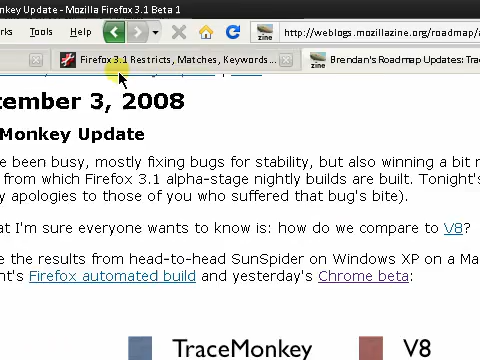 Monkey Update - Mozilla Firefox 3.1 Beta 1
Tools Help http://weblogs.mozillazine.org/roadmap/
Firefox 3.1 Restricts, Matches, Keywords... Brendan's Roadmap Updates: Tra
tember 3, 2008
Monkey Update
e been busy, mostly fixing bugs for stability, but also winning a bit
from which Firefox 3.1 alpha-stage nightly builds are built. Tonight's
y apologies to those of you who suffered that bug's bite).
at I'm sure everyone wants to know is: how do we compare to V8?
e the results from head-to-head SunSpider on Windows XP on a Ma
nt's Firefox automated build and yesterday's Chrome beta:
TraceMonkey V8